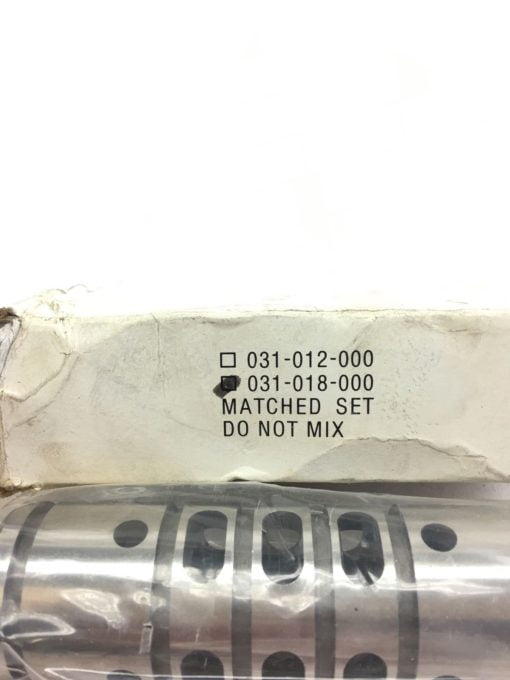 ☐ 031-012-000
☒ 031-018-000
MATCHED SET
DO NOT MIX